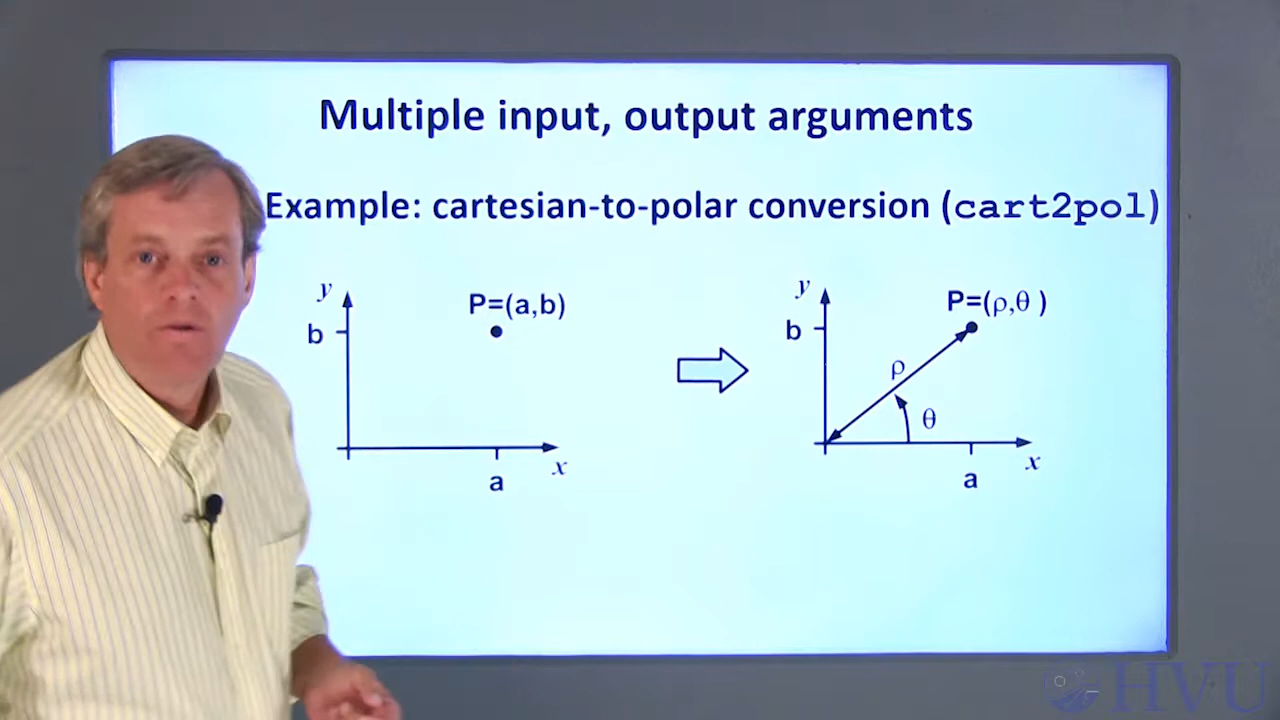 Multiple input, output arguments
Example: cartesian-to-polar conversion (cart2pol)
y
P=(a,b)
b
a
x
y
P=(ρ,θ )
b
ρ
θ
a
x
HVU